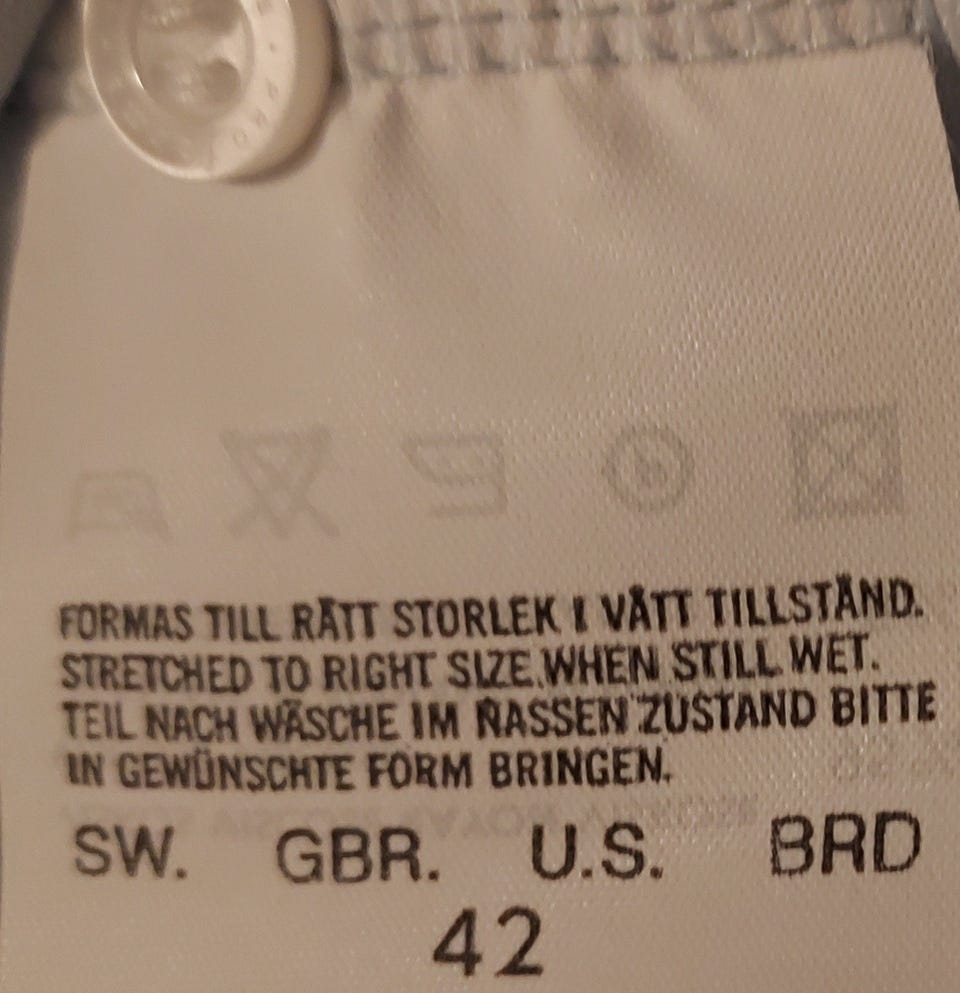 FORMAS TILL RÄTT STORLEK I VÅTT TILLSTÅND.
STRETCHED TO RIGHT SIZE WHEN STILL WET.
TEIL NACH WÄSCHE IM NASSEN ZUSTAND BITTE
IN GEWÜNSCHTE FORM BRINGEN.
SW. GBR. U.S. BRD
42